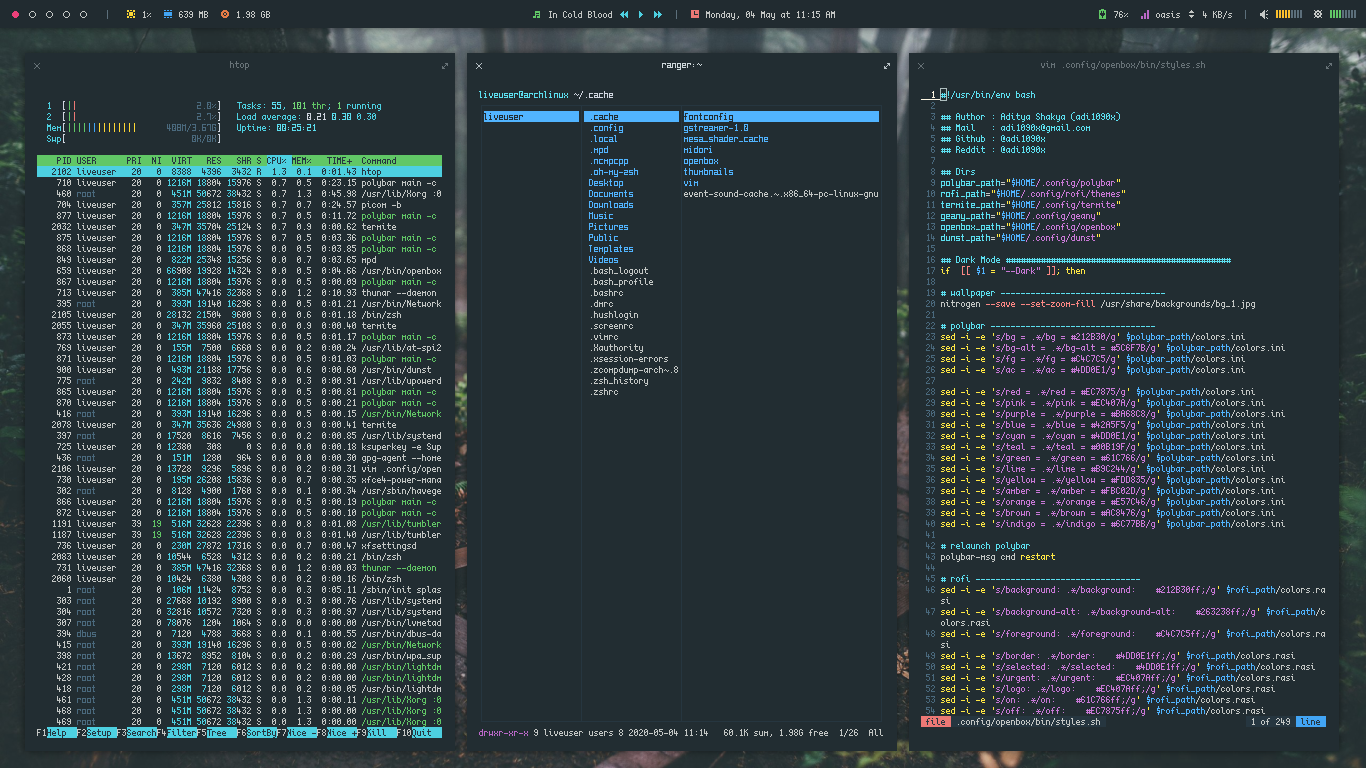 1% 639 MB 1.98 GB
In Cold Blood
Monday, 04 May at 11:15 AM
76% oasis 4 KB/s
htop
1 [|| 2.0%] Tasks: 55, 101 thr; 1 running
2 [|| 2.7%] Load average: 0.21 0.30 0.30
Mem[|||||||||||||| 408M/3.67G] Uptime: 00:25:21
Swp[ 0K/0K]
PID USER PRI NI VIRT RES SHR S CPU% MEM% TIME+ Command
2102 liveuser 20 0 8388 4396 3432 R 1.3 0.1 0:01.43 htop
710 liveuser 20 0 1216M 18804 15976 S 0.7 0.5 0:23.15 polybar main -c
460 root 20 0 451M 50672 38432 S 0.7 1.3 0:45.98 /usr/lib/Xorg :0
704 liveuser 20 0 357M 25812 15816 S 0.7 0.7 0:24.57 picom -b
877 liveuser 20 0 1216M 18804 15976 S 0.7 0.5 0:11.72 polybar main -c
2032 liveuser 20 0 347M 35704 25124 S 0.7 0.9 0:00.62 termite
875 liveuser 20 0 1216M 18804 15976 S 0.7 0.5 0:03.36 polybar main -c
868 liveuser 20 0 1216M 18804 15976 S 0.0 0.5 0:03.85 polybar main -c
849 liveuser 20 0 822M 25348 15256 S 0.0 0.7 0:03.65 mpd
659 liveuser 20 0 66908 19928 14324 S 0.0 0.5 0:04.66 /usr/bin/openbox
867 liveuser 20 0 1216M 18804 15976 S 0.0 0.5 0:00.09 polybar main -c
713 liveuser 20 0 385M 47416 32368 S 0.0 1.2 0:10.93 thunar --daemon
395 root 20 0 393M 19140 16296 S 0.0 0.5 0:01.21 /usr/bin/Network
2105 liveuser 20 0 28132 21504 9600 S 0.0 0.6 0:01.18 /bin/zsh
2055 liveuser 20 0 347M 35960 25108 S 0.0 0.9 0:00.40 termite
873 liveuser 20 0 1216M 18804 15976 S 0.0 0.5 0:01.17 polybar main -c
769 liveuser 20 0 155M 7500 6660 S 0.0 0.2 0:00.24 /usr/lib/at-spi2
871 liveuser 20 0 1216M 18804 15976 S 0.0 0.5 0:01.03 polybar main -c
900 liveuser 20 0 493M 21188 17756 S 0.0 0.6 0:00.60 /usr/bin/dunst
775 root 20 0 242M 9832 8408 S 0.0 0.3 0:00.91 /usr/lib/upowerd
865 liveuser 20 0 1216M 18804 15976 S 0.0 0.5 0:00.81 polybar main -c
870 liveuser 20 0 1216M 18804 15976 S 0.0 0.5 0:00.21 polybar main -c
416 root 20 0 393M 19140 16296 S 0.0 0.5 0:00.15 /usr/bin/Network
2078 liveuser 20 0 347M 35636 24980 S 0.0 0.9 0:00.41 termite
397 root 20 0 17520 8616 7456 S 0.0 0.2 0:00.85 /usr/lib/systemd
725 liveuser 20 0 12380 308 0 S 0.0 0.0 0:00.18 ksuperkey -e Sup
436 root 20 0 151M 1280 964 S 0.0 0.0 0:00.30 gpg-agent --home
2106 liveuser 20 0 13728 9296 5896 S 0.0 0.2 0:00.31 vim .config/open
730 liveuser 20 0 195M 26208 15836 S 0.0 0.7 0:00.35 xfce4-power-mana
302 root 20 0 8128 4900 1760 S 0.0 0.1 0:00.34 /usr/bin/havege
866 liveuser 20 0 1216M 18804 15976 S 0.0 0.5 0:00.19 polybar main -c
872 liveuser 20 0 1216M 18804 15976 S 0.0 0.5 0:00.10 polybar main -c
1191 liveuser 39 19 516M 32628 22396 S 0.0 0.8 0:01.08 /usr/lib/tumbler
1187 liveuser 39 19 516M 32628 22396 S 0.0 0.8 0:01.40 /usr/lib/tumbler
736 liveuser 20 0 230M 27872 17316 S 0.0 0.7 0:00.47 xfsettingsd
2083 liveuser 20 0 10544 6528 4312 S 0.0 0.2 0:00.21 /bin/zsh
731 liveuser 20 0 385M 47416 32368 S 0.0 1.2 0:00.03 thunar --daemon
2060 liveuser 20 0 10424 6380 4308 S 0.0 0.2 0:00.16 /bin/zsh
1 root 20 0 106M 11424 8752 S 0.0 0.3 0:05.11 /sbin/init splas
303 root 20 0 27668 10192 8900 S 0.0 0.3 0:00.76 /usr/lib/systemd
304 root 20 0 32816 10572 7320 S 0.0 0.3 0:00.97 /usr/lib/systemd
307 root 20 0 78076 1204 1064 S 0.0 0.0 0:00.00 /usr/bin/lvmetad
394 dbus 20 0 7120 4788 3668 S 0.0 0.1 0:00.55 /usr/bin/dbus-da
415 root 20 0 393M 19140 16296 S 0.0 0.5 0:00.02 /usr/bin/Network
398 root 20 0 13672 8952 8104 S 0.0 0.2 0:00.29 /usr/bin/wpa_sup
421 root 20 0 298M 7120 6012 S 0.0 0.2 0:00.00 /usr/bin/lightdm
428 root 20 0 298M 7120 6012 S 0.0 0.2 0:00.00 /usr/bin/lightdm
418 root 20 0 298M 7120 6012 S 0.0 0.2 0:00.05 /usr/bin/lightdm
461 root 20 0 451M 50672 38432 S 0.0 1.3 0:00.11 /usr/lib/Xorg :0
468 root 20 0 451M 50672 38432 S 0.0 1.3 0:00.00 /usr/lib/Xorg :0
469 root 20 0 451M 50672 38432 S 0.0 1.3 0:00.00 /usr/lib/Xorg :0
F1Help F2Setup F3SearchF4FilterF5Tree F6SortByF7Nice -F8Nice +F9Kill F10Quit
ranger:~
liveuser@archlinux ~/.cache
liveuser .cache fontconfig
.config gstreamer-1.0
.local mesa_shader_cache
.mpd midori
.ncmpcpp openbox
.oh-my-zsh thumbnails
Desktop vim
Documents event-sound-cache.~.x86_64-pc-linux-gnu
Downloads
Music
Pictures
Public
Templates
Videos
.bash_logout
.bash_profile
.bashrc
.dmrc
.hushlogin
.screenrc
.vimrc
.Xauthority
.xsession-errors
.zcompdump-arch~.8
.zsh_history
.zshrc
drwxr-xr-x 9 liveuser users 8 2020-05-04 11:14 60.1K sum, 1.98G free 1/26 All
vim .config/openbox/bin/styles.sh
1 #!/usr/bin/env bash
2
3 ## Author : Aditya Shakya (adi1090x)
4 ## Mail : adi1090x@gmail.com
5 ## Github : @adi1090x
6 ## Reddit : @adi1090x
7
8 ## Dirs
9 polybar_path="$HOME/.config/polybar"
10 rofi_path="$HOME/.config/rofi/themes"
11 termite_path="$HOME/.config/termite"
12 geany_path="$HOME/.config/geany"
13 openbox_path="$HOME/.config/openbox"
14 dunst_path="$HOME/.config/dunst"
15
16 ## Dark Mode #############################################
17 if [[ $1 = "--Dark" ]]; then
18
19 # wallpaper ---------------------------------
20 nitrogen --save --set-zoom-fill /usr/share/backgrounds/bg_1.jpg
21
22 # polybar ---------------------------------
23 sed -i -e 's/bg = .*/bg = #212B30/g' $polybar_path/colors.ini
24 sed -i -e 's/bg-alt = .*/bg-alt = #5C6F7B/g' $polybar_path/colors.ini
25 sed -i -e 's/fg = .*/fg = #C4C7C5/g' $polybar_path/colors.ini
26 sed -i -e 's/ac = .*/ac = #4DD0E1/g' $polybar_path/colors.ini
27
28 sed -i -e 's/red = .*/red = #EC7875/g' $polybar_path/colors.ini
29 sed -i -e 's/pink = .*/pink = #EC407A/g' $polybar_path/colors.ini
30 sed -i -e 's/purple = .*/purple = #BA68C8/g' $polybar_path/colors.ini
31 sed -i -e 's/blue = .*/blue = #42A5F5/g' $polybar_path/colors.ini
32 sed -i -e 's/cyan = .*/cyan = #4DD0E1/g' $polybar_path/colors.ini
33 sed -i -e 's/teal = .*/teal = #00B19F/g' $polybar_path/colors.ini
34 sed -i -e 's/green = .*/green = #61C766/g' $polybar_path/colors.ini
35 sed -i -e 's/lime = .*/lime = #B9C244/g' $polybar_path/colors.ini
36 sed -i -e 's/yellow = .*/yellow = #FDD835/g' $polybar_path/colors.ini
37 sed -i -e 's/amber = .*/amber = #FBC02D/g' $polybar_path/colors.ini
38 sed -i -e 's/orange = .*/orange = #E57C46/g' $polybar_path/colors.ini
39 sed -i -e 's/brown = .*/brown = #AC8476/g' $polybar_path/colors.ini
40 sed -i -e 's/indigo = .*/indigo = #6C77BB/g' $polybar_path/colors.ini
41
42 # relaunch polybar
43 polybar-msg cmd restart
44
45 # rofi ---------------------------------
46 sed -i -e 's/background: .*/background: #212B30ff;/g' $rofi_path/colors.ra
si
47 sed -i -e 's/background-alt: .*/background-alt: #263238ff;/g' $rofi_path/c
olors.rasi
48 sed -i -e 's/foreground: .*/foreground: #C4C7C5ff;/g' $rofi_path/colors.ra
si
49 sed -i -e 's/border: .*/border: #4DD0E1ff;/g' $rofi_path/colors.rasi
50 sed -i -e 's/selected: .*/selected: #4DD0E1ff;/g' $rofi_path/colors.rasi
51 sed -i -e 's/urgent: .*/urgent: #EC407Aff;/g' $rofi_path/colors.rasi
52 sed -i -e 's/logo: .*/logo: #EC407Aff;/g' $rofi_path/colors.rasi
53 sed -i -e 's/on: .*/on: #61C766ff;/g' $rofi_path/colors.rasi
54 sed -i -e 's/off: .*/off: #EC7875ff;/g' $rofi_path/colors.rasi
file .config/openbox/bin/styles.sh 1 of 249 line